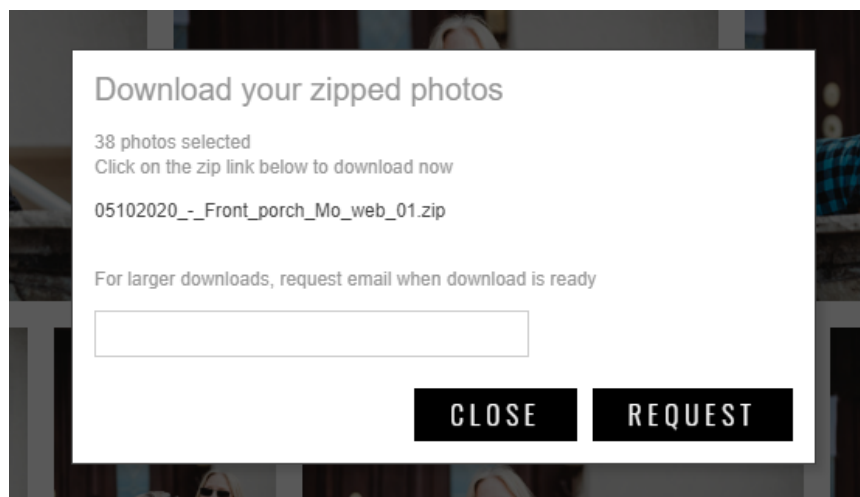 Download your zipped photos
38 photos selected
Click on the zip link below to download now
05102020_-_Front_porch_Mo_web_01.zip
For larger downloads, request email when download is ready
CLOSE
REQUEST